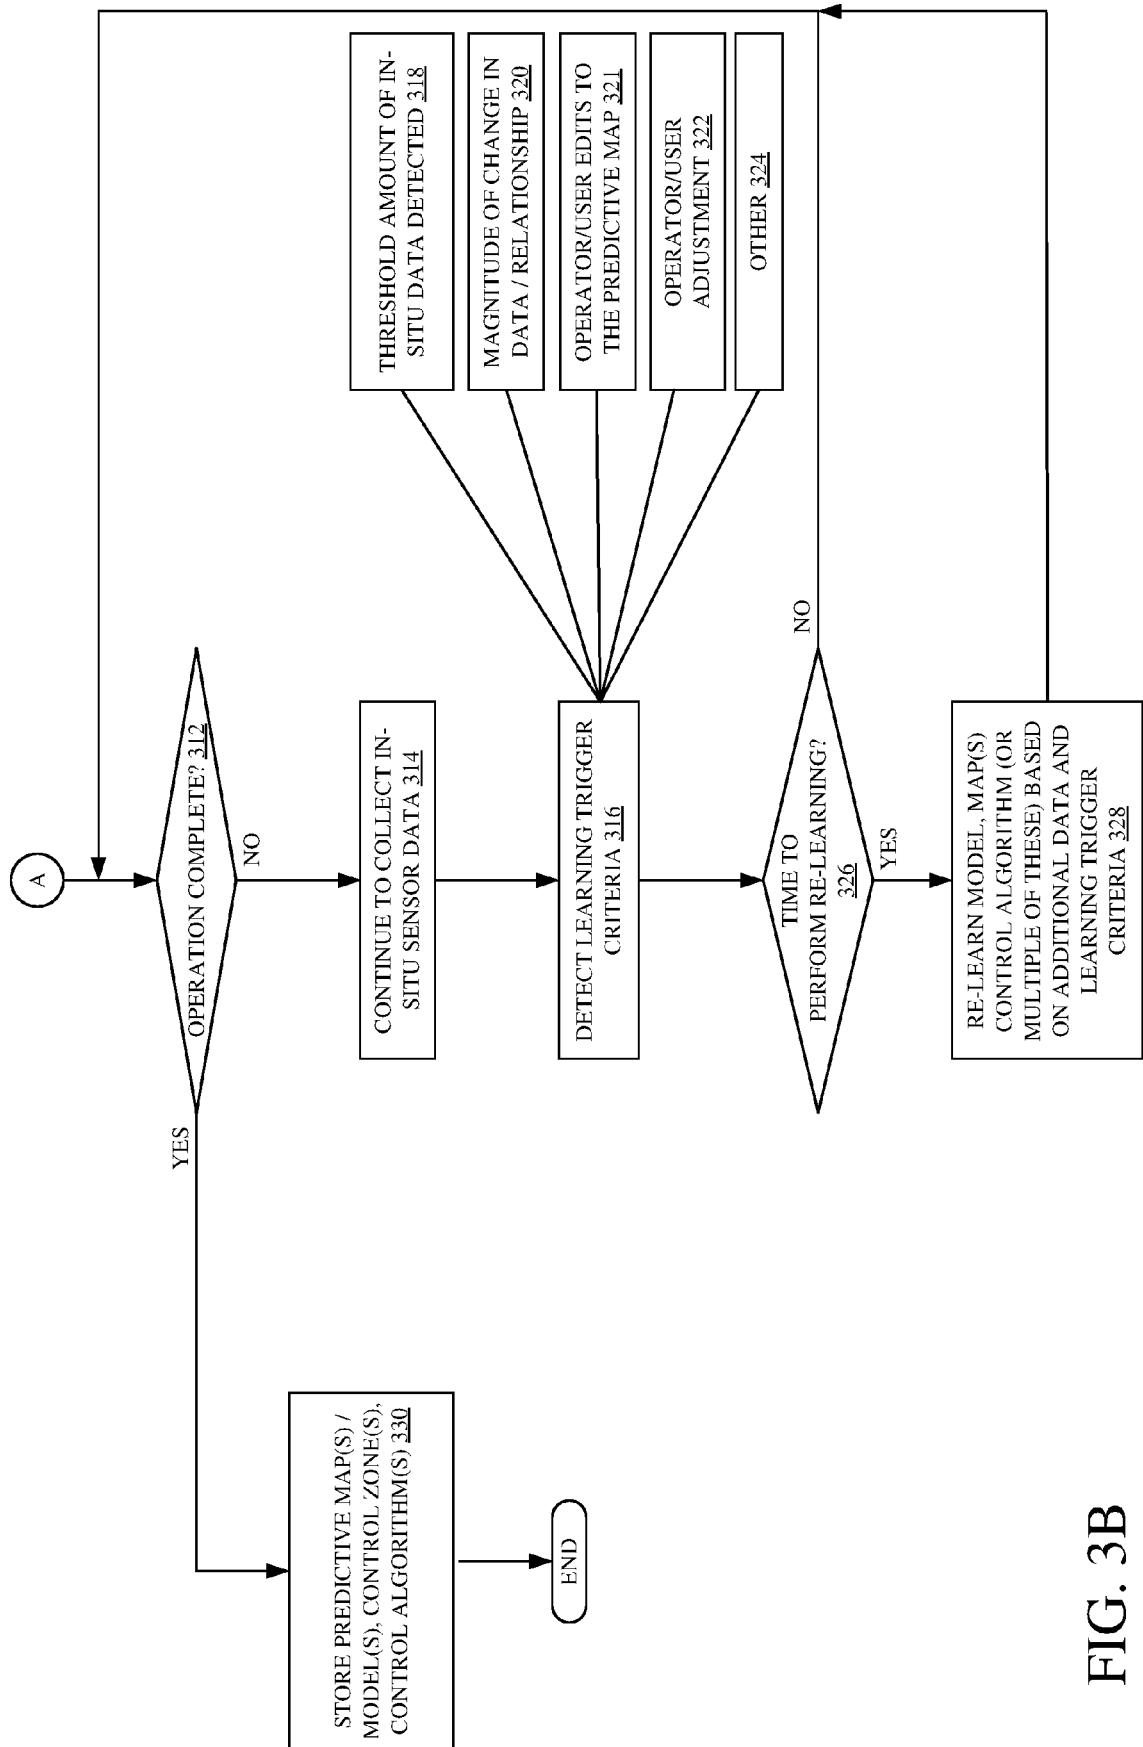 A
OPERATION COMPLETE? 312
YES
NO
STORE PREDICTIVE MAP(S) /
MODEL(S), CONTROL ZONE(S),
CONTROL ALGORITHM(S) 330
END
CONTINUE TO COLLECT IN-
SITU SENSOR DATA 314
DETECT LEARNING TRIGGER
CRITERIA 316
THRESHOLD AMOUNT OF IN-
SITU DATA DETECTED 318
MAGNITUDE OF CHANGE IN
DATA / RELATIONSHIP 320
OPERATOR/USER EDITS TO
THE PREDICTIVE MAP 321
OPERATOR/USER
ADJUSTMENT 322
OTHER 324
TIME TO
PERFORM RE-LEARNING?
326
NO
YES
RE-LEARN MODEL, MAP(S)
CONTROL ALGORITHM (OR
MULTIPLE OF THESE) BASED
ON ADDITIONAL DATA AND
LEARNING TRIGGER
CRITERIA 328
FIG. 3B